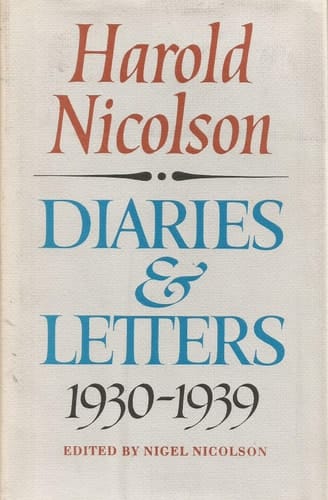 Harold
Nicolson
DIARIES
&
LETTERS
1930-1939
EDITED BY NIGEL NICOLSON